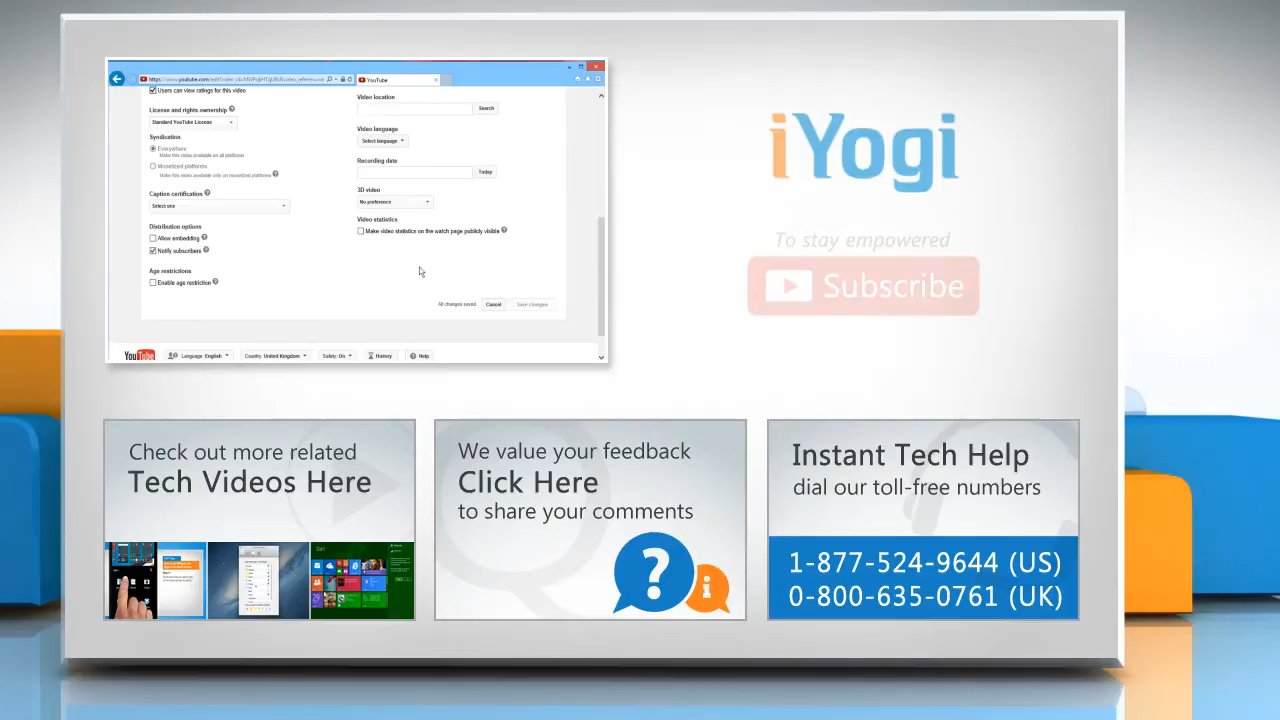 YouTube
Users can view ratings for this video
License and rights ownership
Standard YouTube License
Syndication
Everywhere
Make this video available on all platforms
Monetized platforms
Make this video available only on monetized platforms
Caption certification
Select one
Distribution options
Allow embedding
Notify subscribers
Age restrictions
Enable age restriction
Video location
Search
Video language
Select language
Recording date
Today
3D video
No preference
Video statistics
Make video statistics on the watch page publicly visible
All changes saved. Cancel Save changes
YouTube Language: English Country: United Kingdom Safety: On History Help
iYogi
To stay empowered
Subscribe
Check out more related
Tech Videos Here
We value your feedback
Click Here
to share your comments
Instant Tech Help
dial our toll-free numbers
1-877-524-9644 (US)
0-800-635-0761 (UK)